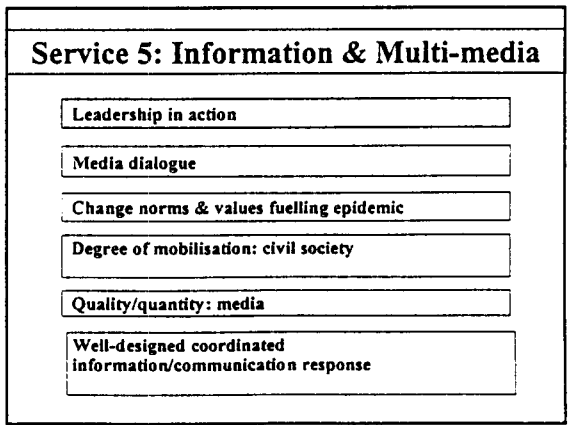 Service 5: Information & Multi-media
Leadership in action
Media dialogue
Change norms & values fuelling epidemic
Degree of mobilisation: civil society
Quality/quantity: media
Well-designed coordinated
information/communication response